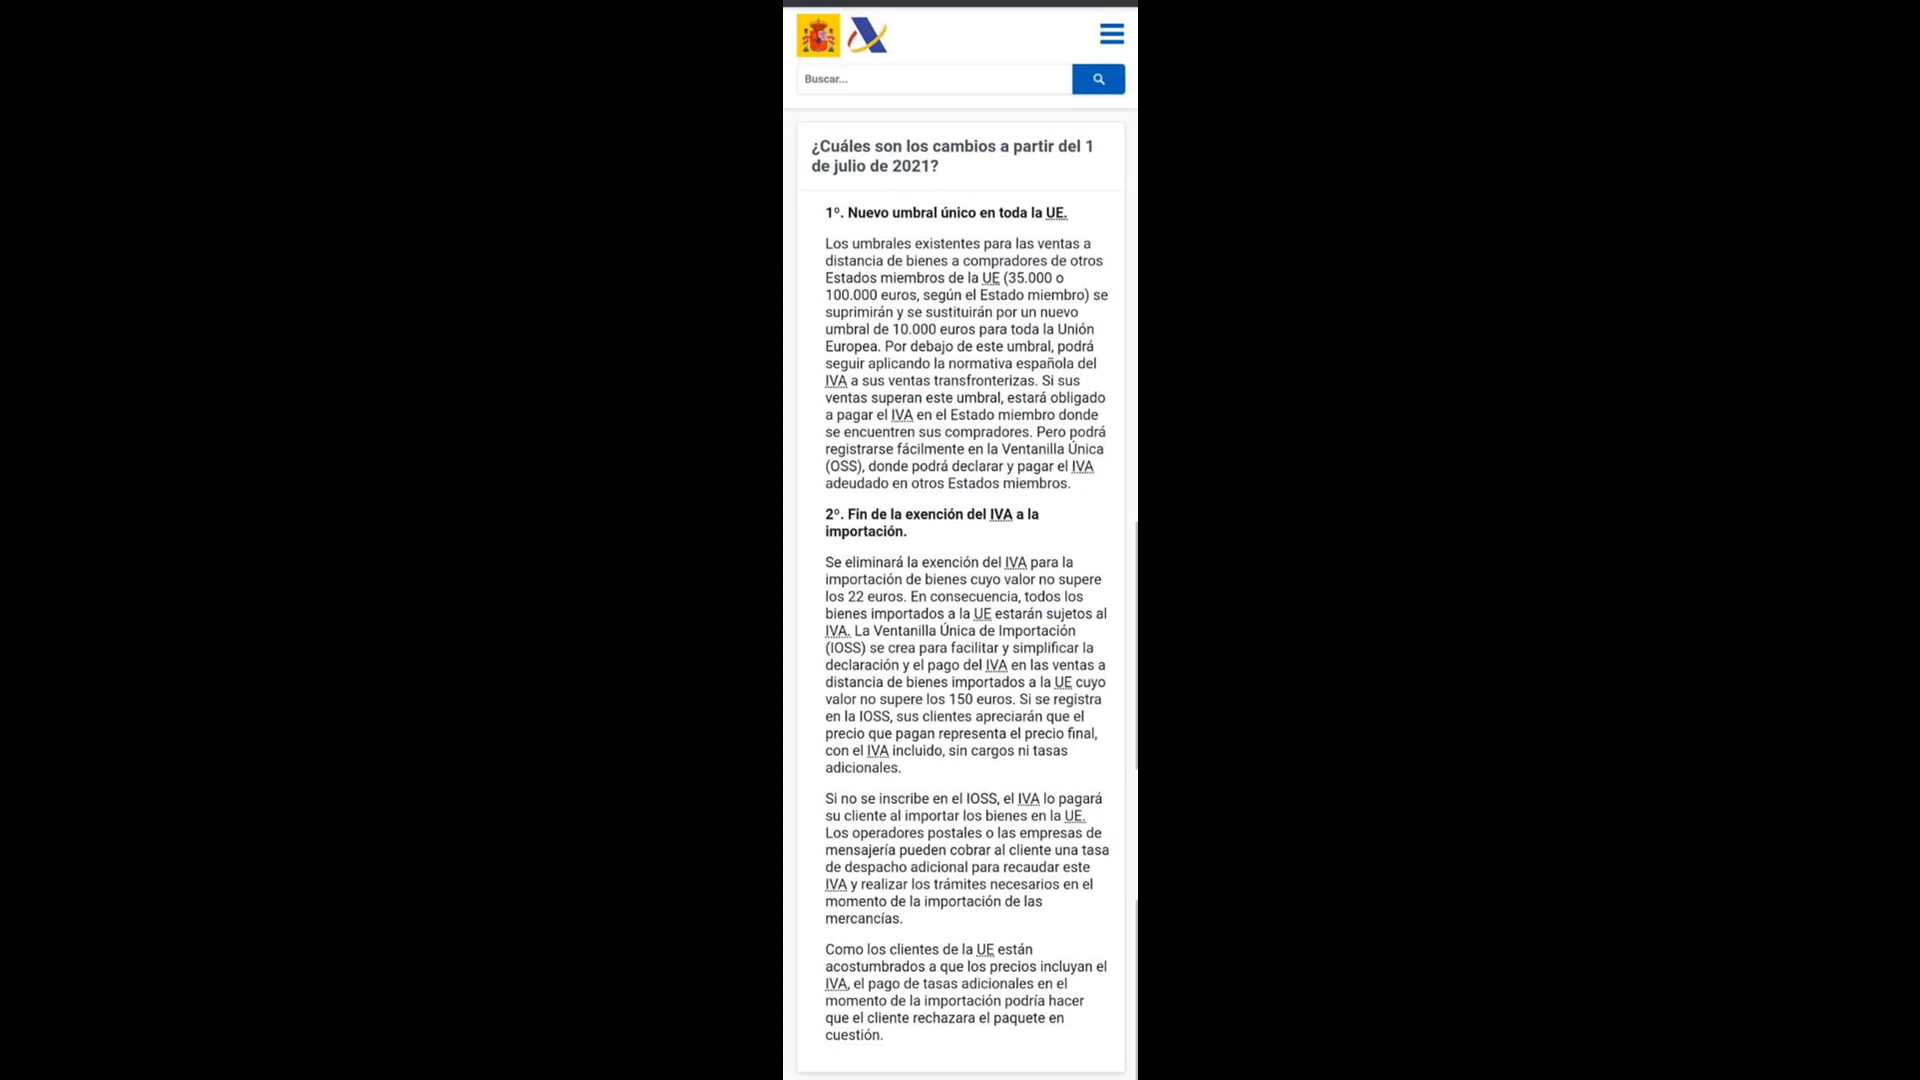 Buscar...
¿Cuáles son los cambios a partir del 1
de julio de 2021?
1º. Nuevo umbral único en toda la UE.
Los umbrales existentes para las ventas a
distancia de bienes a compradores de otros
Estados miembros de la UE (35.000 o
100.000 euros, según el Estado miembro) se
suprimirán y se sustituirán por un nuevo
umbral de 10.000 euros para toda la Unión
Europea. Por debajo de este umbral, podrá
seguir aplicando la normativa española del
IVA a sus ventas transfronterizas. Si sus
ventas superan este umbral, estará obligado
a pagar el IVA en el Estado miembro donde
se encuentren sus compradores. Pero podrá
registrarse fácilmente en la Ventanilla Única
(OSS), donde podrá declarar y pagar el IVA
adeudado en otros Estados miembros.
2º. Fin de la exención del IVA a la
importación.
Se eliminará la exención del IVA para la
importación de bienes cuyo valor no supere
los 22 euros. En consecuencia, todos los
bienes importados a la UE estarán sujetos al
IVA. La Ventanilla Única de Importación
(IOSS) se crea para facilitar y simplificar la
declaración y el pago del IVA en las ventas a
distancia de bienes importados a la UE cuyo
valor no supere los 150 euros. Si se registra
en la IOSS, sus clientes apreciarán que el
precio que pagan representa el precio final,
con el IVA incluido, sin cargos ni tasas
adicionales.
Si no se inscribe en el IOSS, el IVA lo pagará
su cliente al importar los bienes en la UE.
Los operadores postales o las empresas de
mensajería pueden cobrar al cliente una tasa
de despacho adicional para recaudar este
IVA y realizar los trámites necesarios en el
momento de la importación de las
mercancías.
Como los clientes de la UE están
acostumbrados a que los precios incluyan el
IVA, el pago de tasas adicionales en el
momento de la importación podría hacer
que el cliente rechazara el paquete en
cuestión.